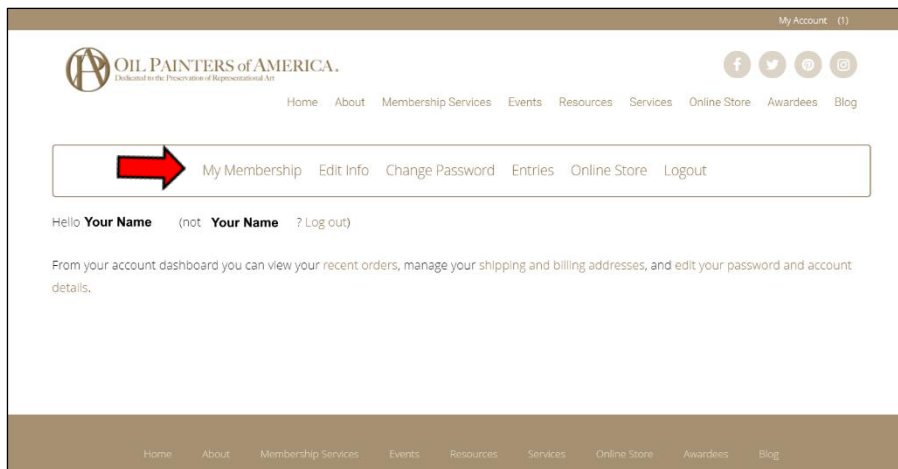 My Account (1)
OIL PAINTERS of AMERICA.
Dedicated to the Preservation of Representational Art
Home About Membership Services Events Resources Services Online Store Awardees Blog
My Membership Edit Info Change Password Entries Online Store Logout
Hello Your Name (not Your Name ? Log out)
From your account dashboard you can view your recent orders, manage your shipping and billing addresses, and edit your password and account
details.
Home About Membership Services Events Resources Services Online Store Awardees Blog